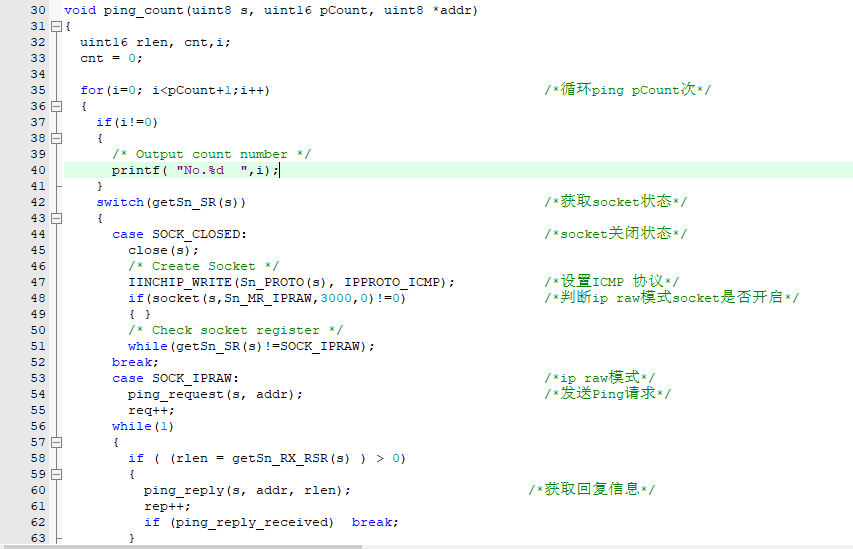 30 void ping_count(uint8 s, uint16 pCount, uint8 *addr)
31 {
32 uint16 rlen, cnt,i;
33 cnt = 0;
34
35 for(i=0; i<pCount+1;i++) /*循环ping pCount次*/
36 {
37 if(i!=0)
38 {
39 /* Output count number */
40 printf( "No.%d  ",i);
41 }
42 switch(getSn_SR(s)) /*获取socket状态*/
43 {
44 case SOCK_CLOSED: /*socket关闭状态*/
45 close(s);
46 /* Create Socket */
47 IINCHIP_WRITE(Sn_PROTO(s), IPPROTO_ICMP); /*设置ICMP 协议*/
48 if(socket(s,Sn_MR_IPRAW,3000,0)!=0) /*判断ip raw模式socket是否开启*/
49 { }
50 /* Check socket register */
51 while(getSn_SR(s)!=SOCK_IPRAW);
52 break;
53 case SOCK_IPRAW: /*ip raw模式*/
54 ping_request(s, addr); /*发送Ping请求*/
55 req++;
56 while(1)
57 {
58 if ( (rlen = getSn_RX_RSR(s) ) > 0)
59 {
60 ping_reply(s, addr, rlen); /*获取回复信息*/
61 rep++;
62 if (ping_reply_received)  break;
63 }